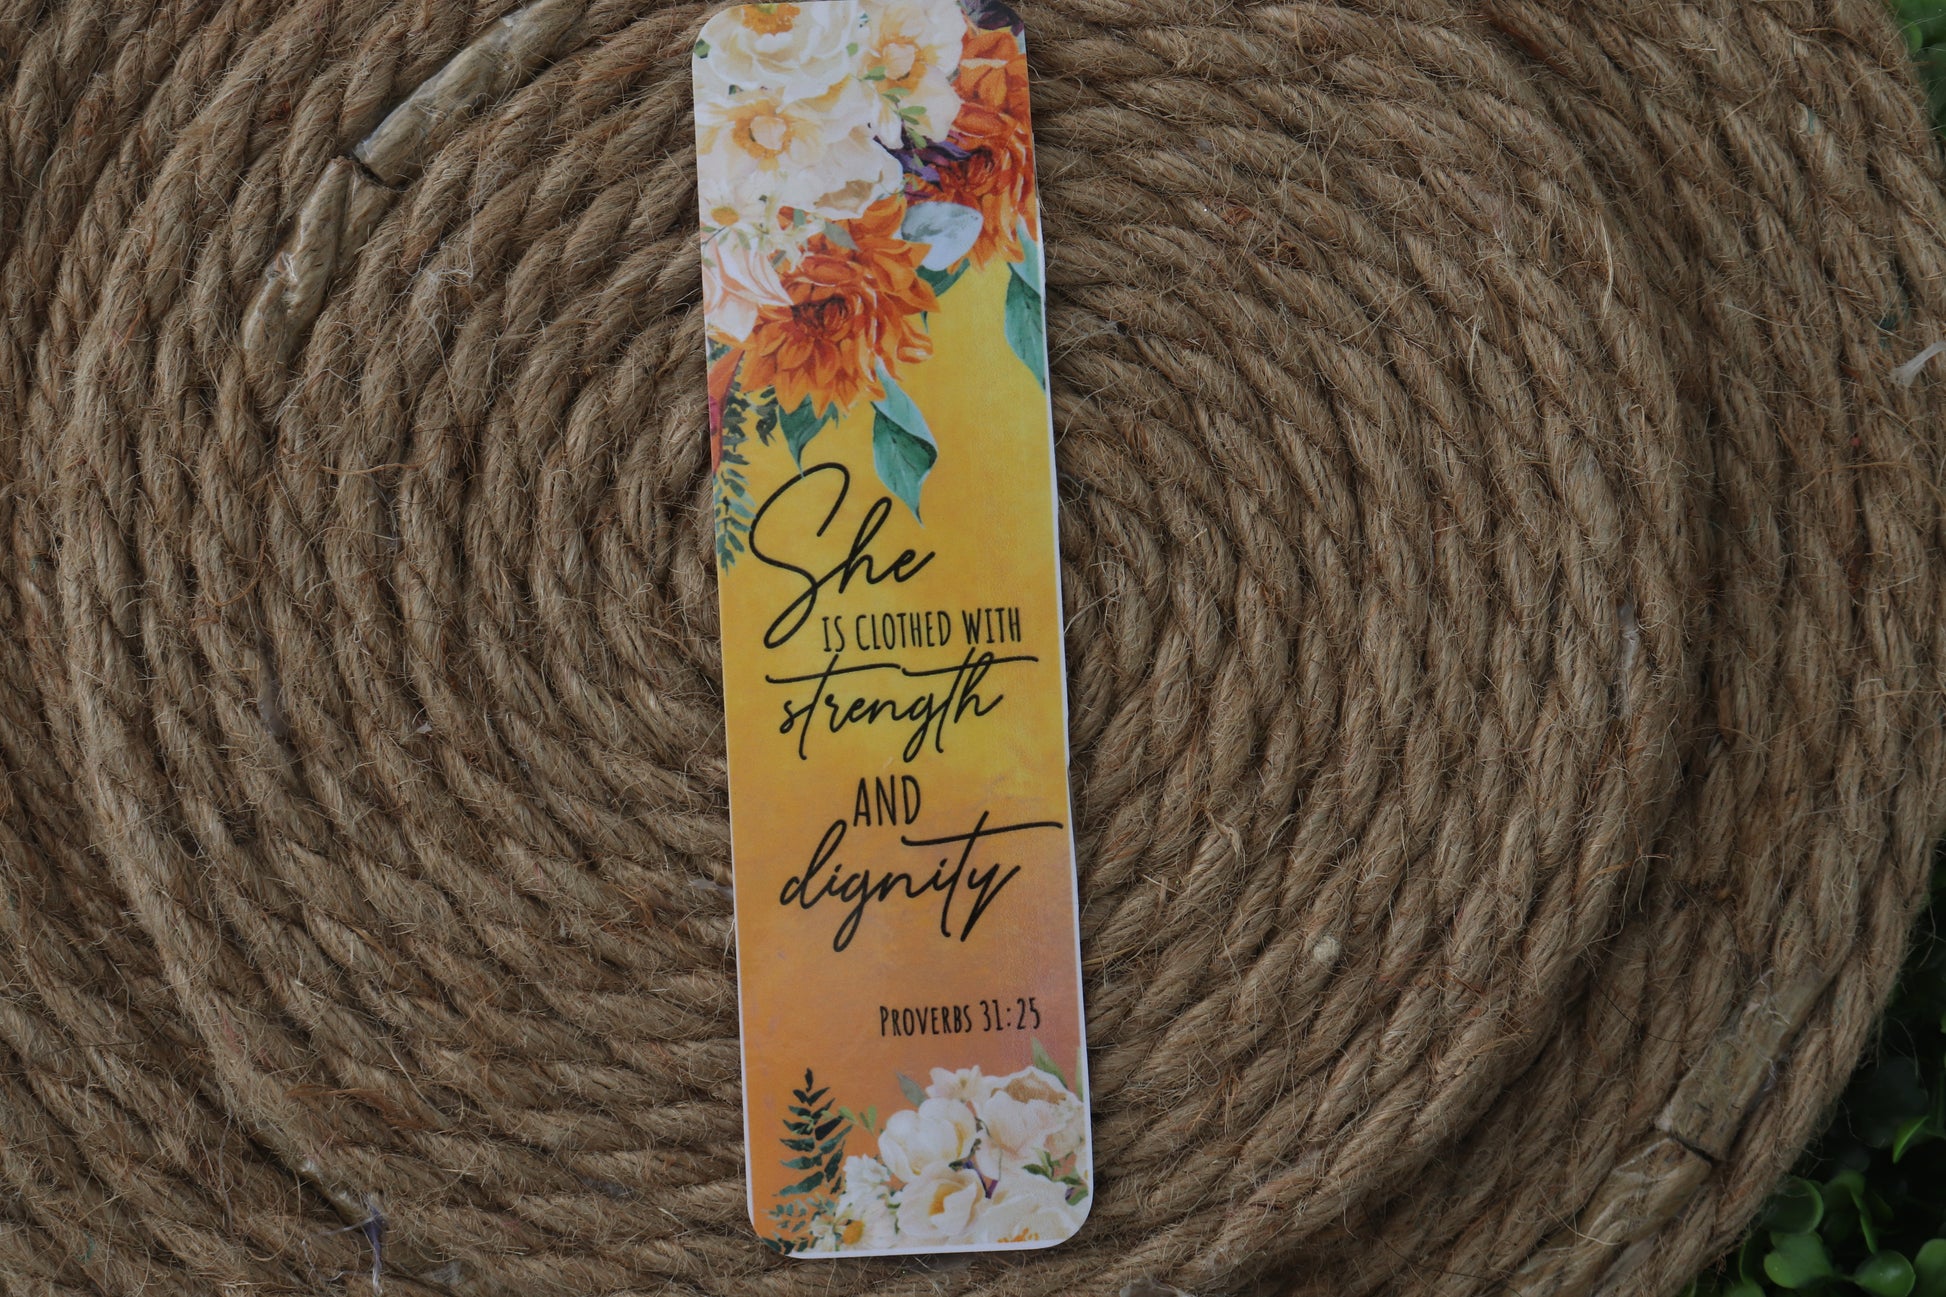 She
IS CLOTHED WITH
strength
AND
dignity
PROVERBS 31:25